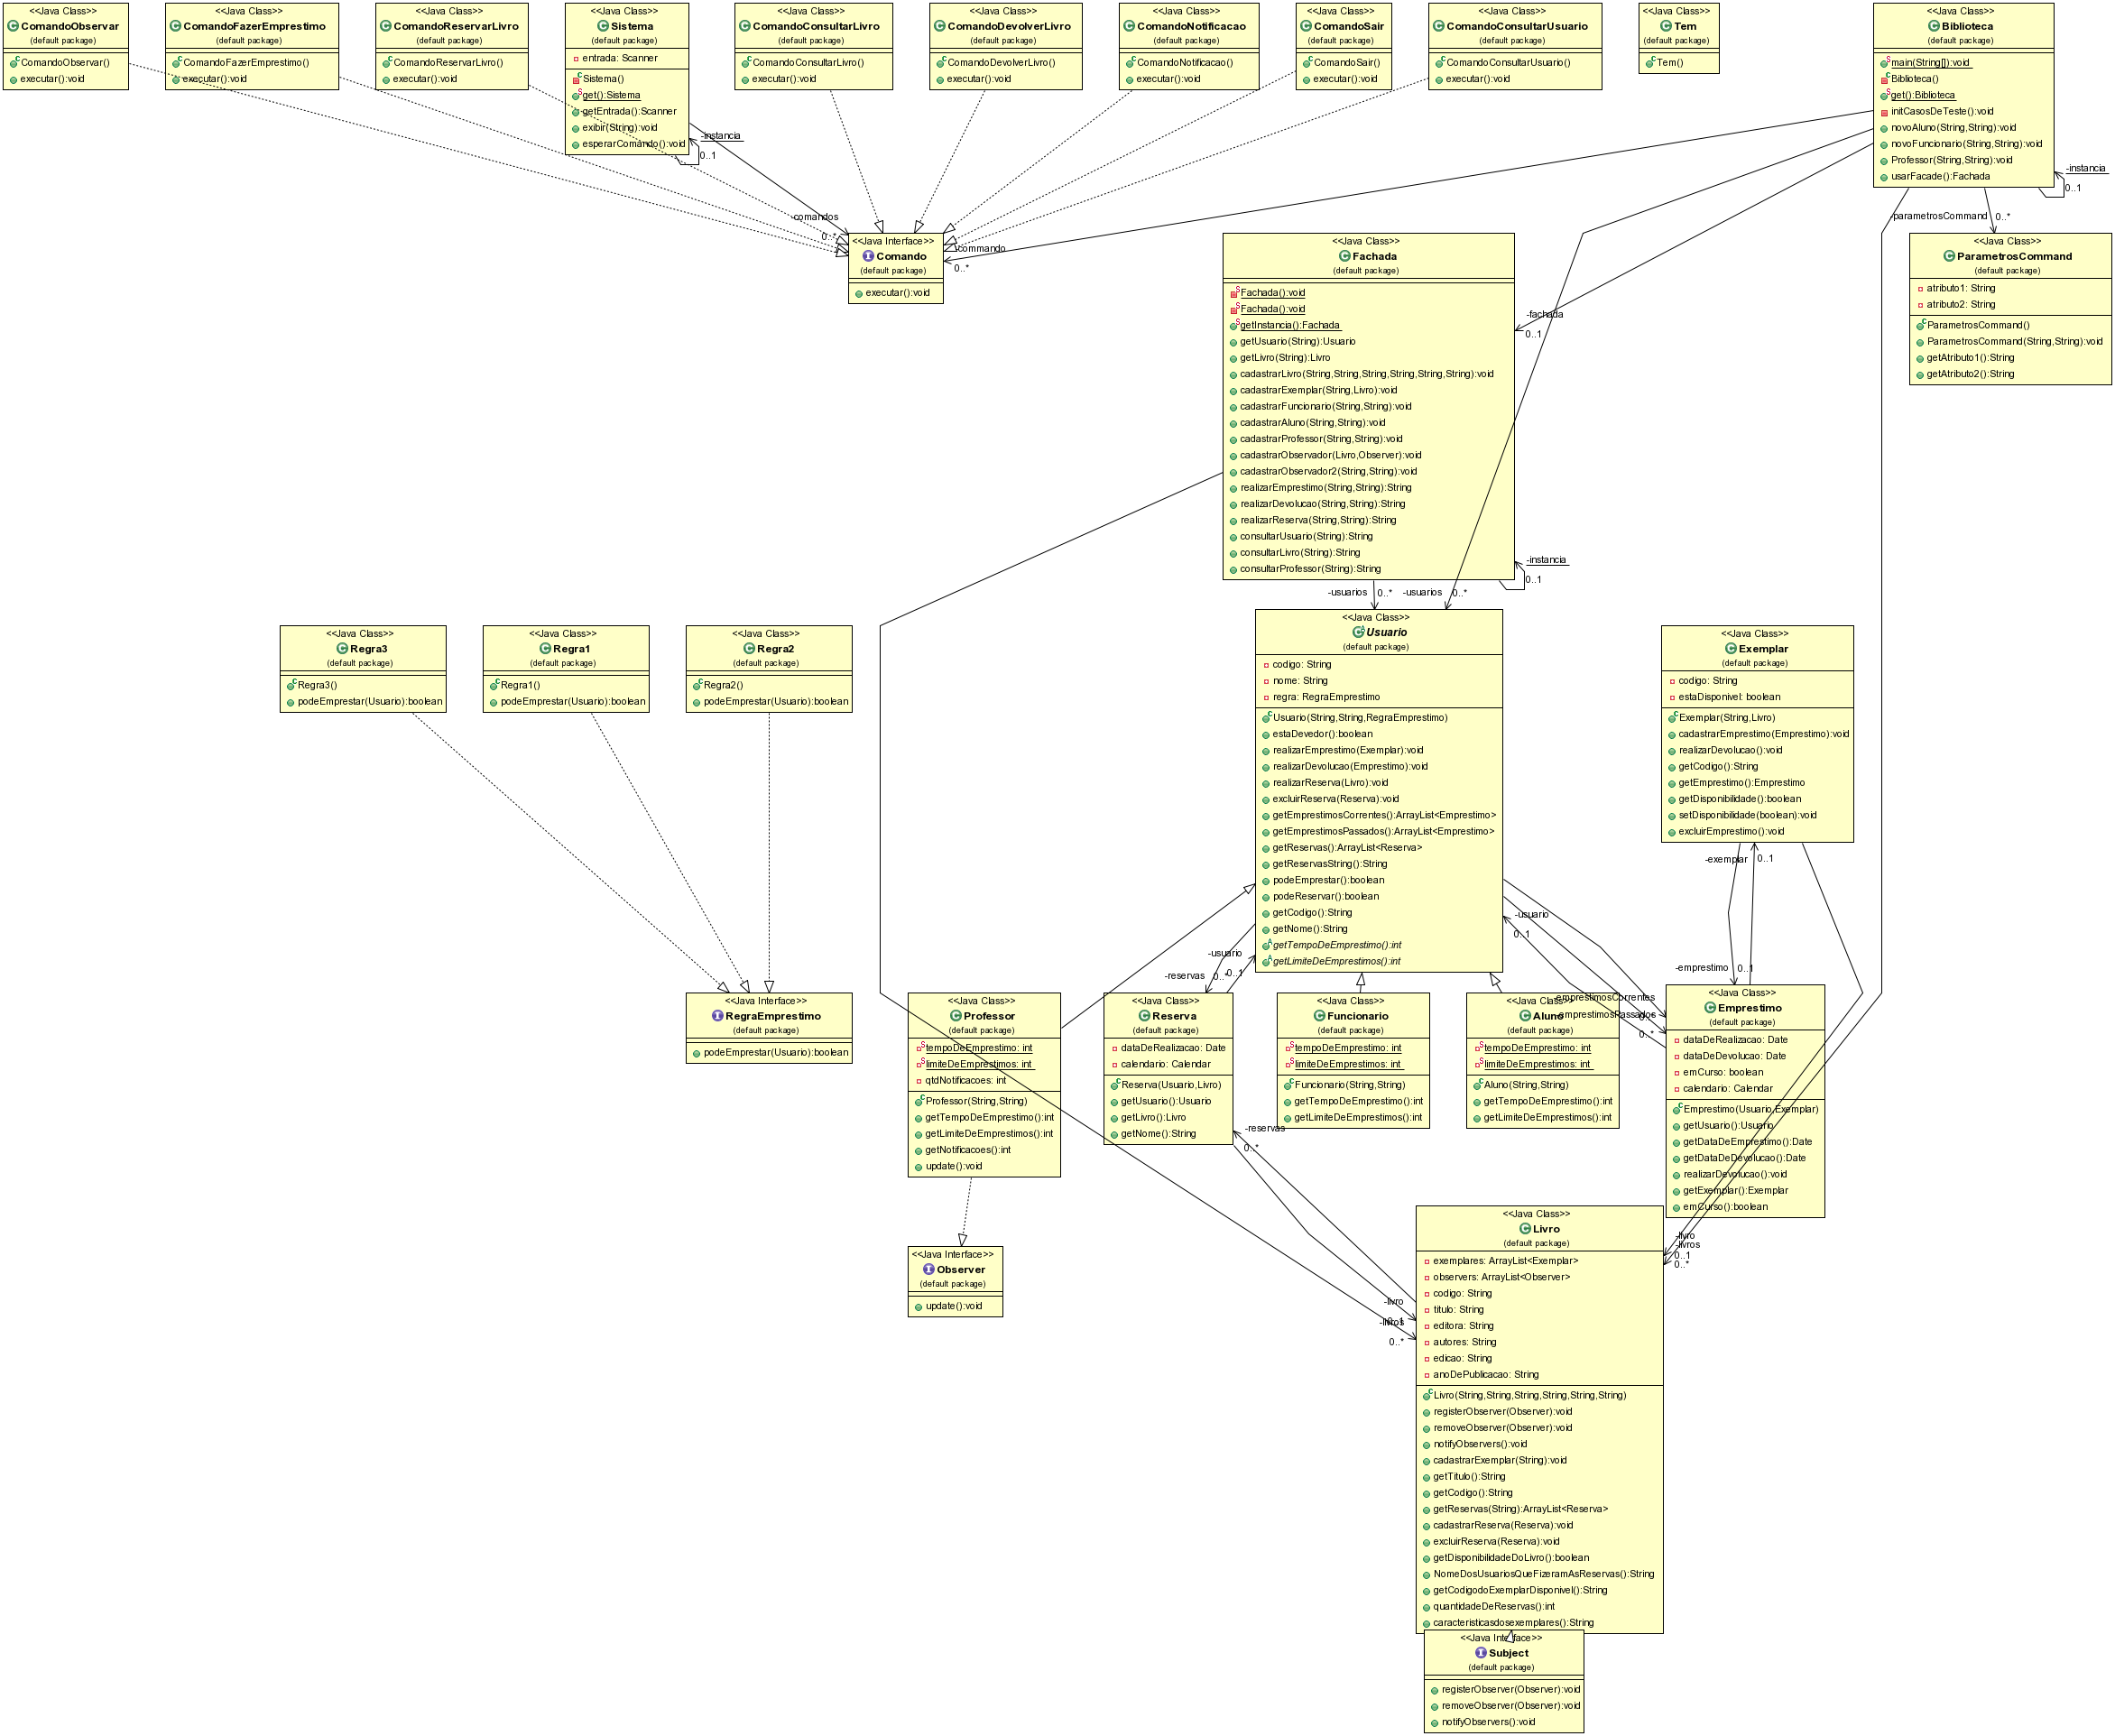 <<Java Class>>
ComandoObservar
(default package)
ComandoObservar()
executar():void
<<Java Class>>
ComandoFazerEmprestimo
(default package)
ComandoFazerEmprestimo()
executar():void
<<Java Class>>
ComandoReservarLivro
(default package)
ComandoReservarLivro()
executar():void
<<Java Class>>
Sistema
(default package)
entrada: Scanner
Sistema()
get():Sistema
getEntrada():Scanner
exibir(String):void
esperarComando():void
-instancia
0..1
<<Java Class>>
ComandoConsultarLivro
(default package)
ComandoConsultarLivro()
executar():void
<<Java Class>>
ComandoDevolverLivro
(default package)
ComandoDevolverLivro()
executar():void
<<Java Class>>
ComandoNotificacao
(default package)
ComandoNotificacao()
executar():void
<<Java Class>>
ComandoSair
(default package)
ComandoSair()
executar():void
<<Java Class>>
ComandoConsultarUsuario
(default package)
ComandoConsultarUsuario()
executar():void
<<Java Class>>
Tem
(default package)
Tem()
<<Java Class>>
Biblioteca
(default package)
main(String[]):void
Biblioteca()
get():Biblioteca
initCasosDeTeste():void
novoAluno(String,String):void
novoFuncionario(String,String):void
Professor(String,String):void
usarFacade():Fachada
-instancia
0..1
-comandos
0..*
<<Java Interface>>
Comando
(default package)
executar():void
-commando
0..*
-parametrosCommand
0..*
<<Java Class>>
ParametrosCommand
(default package)
atributo1: String
atributo2: String
ParametrosCommand()
ParametrosCommand(String,String):void
getAtributo1():String
getAtributo2():String
<<Java Class>>
Fachada
(default package)
Fachada():void
Fachada():void
getInstancia():Fachada
getUsuario(String):Usuario
getLivro(String):Livro
cadastrarLivro(String,String,String,String,String,String):void
cadastrarExemplar(String,Livro):void
cadastrarFuncionario(String,String):void
cadastrarAluno(String,String):void
cadastrarProfessor(String,String):void
cadastrarObservador(Livro,Observer):void
cadastrarObservador2(String,String):void
realizarEmprestimo(String,String):String
realizarDevolucao(String,String):String
realizarReserva(String,String):String
consultarUsuario(String):String
consultarLivro(String):String
consultarProfessor(String):String
-fachada
0..1
-instancia
0..1
-usuarios
0..*
-usuarios
0..*
<<Java Class>>
Regra3
(default package)
Regra3()
podeEmprestar(Usuario):boolean
<<Java Class>>
Regra1
(default package)
Regra1()
podeEmprestar(Usuario):boolean
<<Java Class>>
Regra2
(default package)
Regra2()
podeEmprestar(Usuario):boolean
<<Java Class>>
Usuario
(default package)
codigo: String
nome: String
regra: RegraEmprestimo
Usuario(String,String,RegraEmprestimo)
estaDevedor():boolean
realizarEmprestimo(Exemplar):void
realizarDevolucao(Emprestimo):void
realizarReserva(Livro):void
excluirReserva(Reserva):void
getEmprestimosCorrentes():ArrayList<Emprestimo>
getEmprestimosPassados():ArrayList<Emprestimo>
getReservas():ArrayList<Reserva>
getReservasString():String
podeEmprestar():boolean
podeReservar():boolean
getCodigo():String
getNome():String
getTempoDeEmprestimo():int
getLimiteDeEmprestimos():int
<<Java Class>>
Exemplar
(default package)
codigo: String
estaDisponivel: boolean
Exemplar(String,Livro)
cadastrarEmprestimo(Emprestimo):void
realizarDevolucao():void
getCodigo():String
getEmprestimo():Emprestimo
getDisponibilidade():boolean
setDisponibilidade(boolean):void
excluirEmprestimo():void
-exemplar
0..1
-emprestimo
0..1
-usuario
0..1
-usuario
0..1
-reservas
0..*
-emprestimosCorrentes
0..*
-emprestimosPassados
0..*
<<Java Interface>>
RegraEmprestimo
(default package)
podeEmprestar(Usuario):boolean
<<Java Class>>
Professor
(default package)
tempoDeEmprestimo: int
limiteDeEmprestimos: int
qtdNotificacoes: int
Professor(String,String)
getTempoDeEmprestimo():int
getLimiteDeEmprestimos():int
getNotificacoes():int
update():void
<<Java Class>>
Reserva
(default package)
dataDeRealizacao: Date
calendario: Calendar
Reserva(Usuario,Livro)
getUsuario():Usuario
getLivro():Livro
getNome():String
<<Java Class>>
Funcionario
(default package)
tempoDeEmprestimo: int
limiteDeEmprestimos: int
Funcionario(String,String)
getTempoDeEmprestimo():int
getLimiteDeEmprestimos():int
<<Java Class>>
Aluno
(default package)
tempoDeEmprestimo: int
limiteDeEmprestimos: int
Aluno(String,String)
getTempoDeEmprestimo():int
getLimiteDeEmprestimos():int
<<Java Class>>
Emprestimo
(default package)
dataDeRealizacao: Date
dataDeDevolucao: Date
emCurso: boolean
calendario: Calendar
Emprestimo(Usuario,Exemplar)
getUsuario():Usuario
getDataDeEmprestimo():Date
getDataDeDevolucao():Date
realizarDevolucao():void
getExemplar():Exemplar
emCurso():boolean
-reservas
0..*
<<Java Interface>>
Observer
(default package)
update():void
-livro
0..1
-livros
0..*
-livro
-livros
0..1
0..*
<<Java Class>>
Livro
(default package)
exemplares: ArrayList<Exemplar>
observers: ArrayList<Observer>
codigo: String
titulo: String
editora: String
autores: String
edicao: String
anoDePublicacao: String
Livro(String,String,String,String,String,String)
registerObserver(Observer):void
removeObserver(Observer):void
notifyObservers():void
cadastrarExemplar(String):void
getTitulo():String
getCodigo():String
getReservas(String):ArrayList<Reserva>
cadastrarReserva(Reserva):void
excluirReserva(Reserva):void
getDisponibilidadeDoLivro():boolean
NomeDosUsuariosQueFizeramAsReservas():String
getCodigodoExemplarDisponivel():String
quantidadeDeReservas():int
caracteristicasdosexemplares():String
<<Java Interface>>
Subject
(default package)
registerObserver(Observer):void
removeObserver(Observer):void
notifyObservers():void